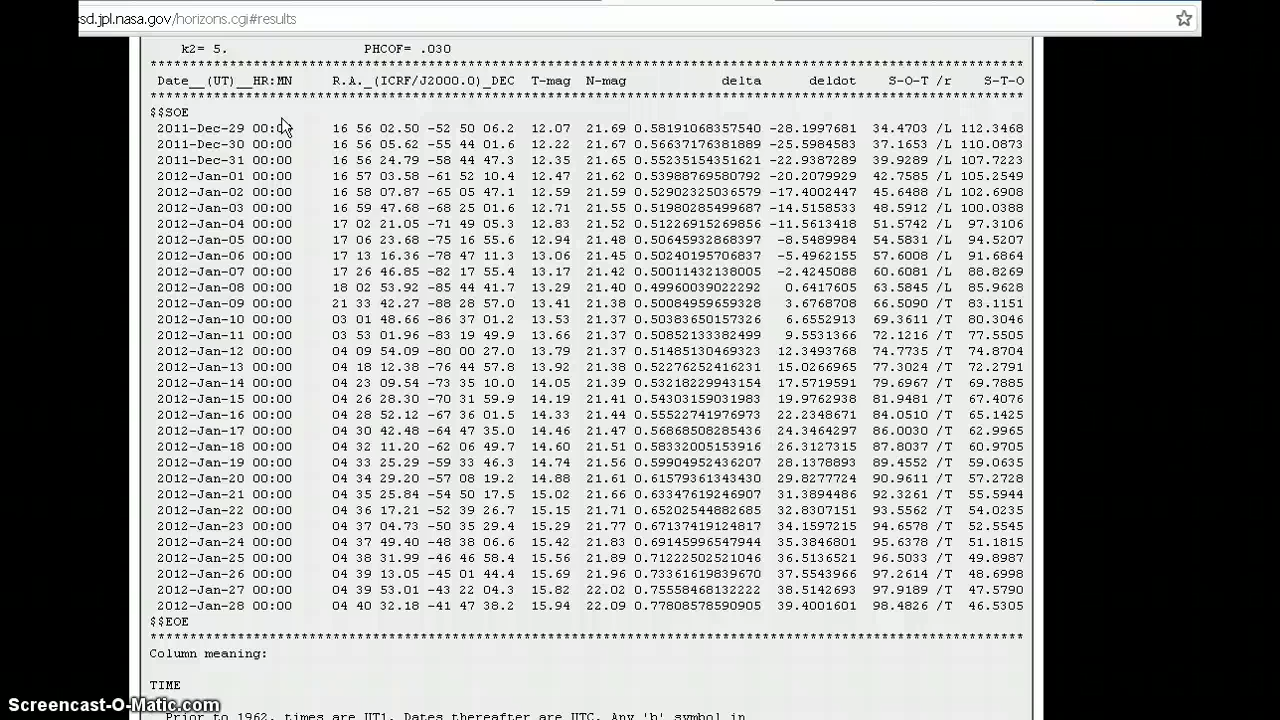 sd.jpl.nasa.gov/horizons.cgi#results
k2= 5. PHCOF= .030
*******************************************************************************
Date__(UT)__HR:MN R.A._(ICRF/J2000.0)_DEC T-mag N-mag delta deldot S-O-T /r S-T-O
*******************************************************************************
$$SOE
2011-Dec-29 00:00 16 56 02.50 -52 50 06.2 12.07 21.69 0.58191068357540 -28.1997681 34.4703 /L 112.3468
2011-Dec-30 00:00 16 56 05.62 -55 44 01.6 12.22 21.67 0.56637176381889 -25.5984583 37.1653 /L 110.0873
2011-Dec-31 00:00 16 56 24.79 -58 44 47.3 12.35 21.65 0.55235154351621 -22.9387289 39.9289 /L 107.7223
2012-Jan-01 00:00 16 57 03.58 -61 52 10.4 12.47 21.62 0.53988769580792 -20.2079929 42.7585 /L 105.2549
2012-Jan-02 00:00 16 58 07.87 -65 05 47.1 12.59 21.59 0.52902325036579 -17.4002447 45.6488 /L 102.6908
2012-Jan-03 00:00 16 59 47.68 -68 25 01.6 12.71 21.55 0.51980285499687 -14.5158533 48.5912 /L 100.0388
2012-Jan-04 00:00 17 02 21.05 -71 49 05.3 12.83 21.52 0.51226915269856 -11.5613418 51.5742 /L 97.3106
2012-Jan-05 00:00 17 06 23.68 -75 16 55.6 12.94 21.48 0.50645932868397 -8.5489984 54.5831 /L 94.5207
2012-Jan-06 00:00 17 13 16.36 -78 47 11.3 13.06 21.45 0.50240195706837 -5.4962155 57.6008 /L 91.6864
2012-Jan-07 00:00 17 26 46.85 -82 17 55.4 13.17 21.42 0.50011432138005 -2.4245088 60.6081 /L 88.8269
2012-Jan-08 00:00 18 02 53.92 -85 44 41.7 13.29 21.40 0.49960039022292 0.6417605 63.5845 /L 85.9628
2012-Jan-09 00:00 21 33 42.27 -88 28 57.0 13.41 21.38 0.50084959659328 3.6768708 66.5090 /T 83.1151
2012-Jan-10 00:00 03 01 48.66 -86 37 01.2 13.53 21.37 0.50383650157326 6.6552913 69.3611 /T 80.3046
2012-Jan-11 00:00 03 53 01.96 -83 19 49.9 13.66 21.37 0.50852133382499 9.5531366 72.1216 /T 77.5505
2012-Jan-12 00:00 04 09 54.09 -80 00 27.0 13.79 21.37 0.51485130469323 12.3493768 74.7735 /T 74.8704
2012-Jan-13 00:00 04 18 12.38 -76 44 57.8 13.92 21.38 0.52276252416231 15.0266965 77.3024 /T 72.2791
2012-Jan-14 00:00 04 23 09.54 -73 35 10.0 14.05 21.39 0.53218229943154 17.5719591 79.6967 /T 69.7885
2012-Jan-15 00:00 04 26 28.30 -70 31 59.9 14.19 21.41 0.54303159031983 19.9762938 81.9481 /T 67.4076
2012-Jan-16 00:00 04 28 52.12 -67 36 01.5 14.33 21.44 0.55522741976973 22.2348671 84.0510 /T 65.1425
2012-Jan-17 00:00 04 30 42.48 -64 47 35.0 14.46 21.47 0.56868508285436 24.3464297 86.0030 /T 62.9965
2012-Jan-18 00:00 04 32 11.20 -62 06 49.7 14.60 21.51 0.58332005153916 26.3127315 87.8037 /T 60.9705
2012-Jan-19 00:00 04 33 25.29 -59 33 46.3 14.74 21.56 0.59904952436207 28.1378893 89.4552 /T 59.0635
2012-Jan-20 00:00 04 34 29.20 -57 08 19.2 14.88 21.61 0.61579361343430 29.8277724 90.9611 /T 57.2728
2012-Jan-21 00:00 04 35 25.84 -54 50 17.5 15.02 21.66 0.63347619246907 31.3894486 92.3261 /T 55.5944
2012-Jan-22 00:00 04 36 17.21 -52 39 26.7 15.15 21.71 0.65202544882685 32.8307151 93.5562 /T 54.0235
2012-Jan-23 00:00 04 37 04.73 -50 35 29.4 15.29 21.77 0.67137419124817 34.1597215 94.6578 /T 52.5545
2012-Jan-24 00:00 04 37 49.40 -48 38 06.6 15.42 21.83 0.69145996547944 35.3846801 95.6378 /T 51.1815
2012-Jan-25 00:00 04 38 31.99 -46 46 58.4 15.56 21.89 0.71222502521046 36.5136521 96.5033 /T 49.8987
2012-Jan-26 00:00 04 39 13.05 -45 01 44.4 15.69 21.96 0.73361619839670 37.5543966 97.2614 /T 48.6998
2012-Jan-27 00:00 04 39 53.01 -43 22 04.3 15.82 22.02 0.75558468132222 38.5142693 97.9189 /T 47.5790
2012-Jan-28 00:00 04 40 32.18 -41 47 38.2 15.94 22.09 0.77808578590905 39.4001601 98.4826 /T 46.5305
$$EOE
*******************************************************************************
Column meaning:
TIME
Prior to 1962, times are UT1. Dates thereafter are UTC. Any 'b' symbol in
Screencast-O-Matic.com